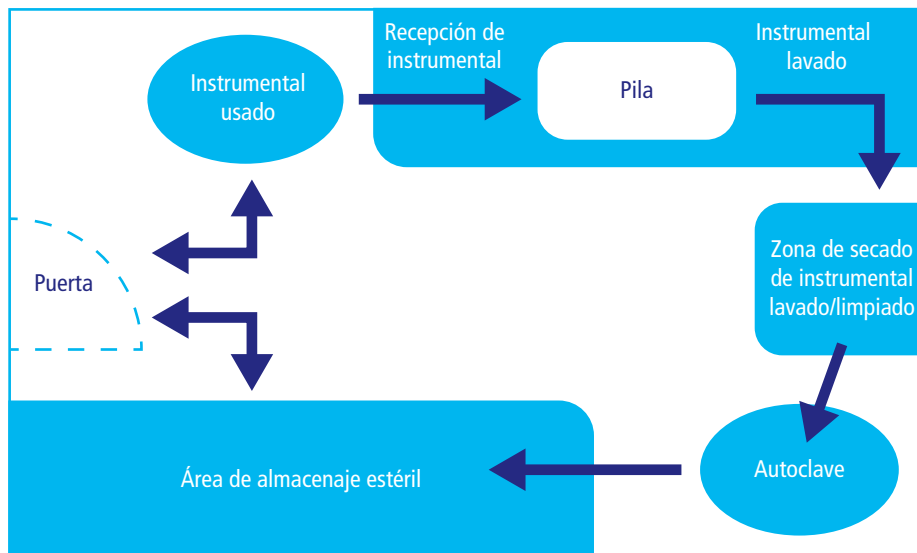 Recepción de
instrumental
Instrumental
lavado
Instrumental
usado
Pila
Puerta
Zona de secado
de instrumental
lavado/limpiado
Área de almacenaje estéril
Autoclave